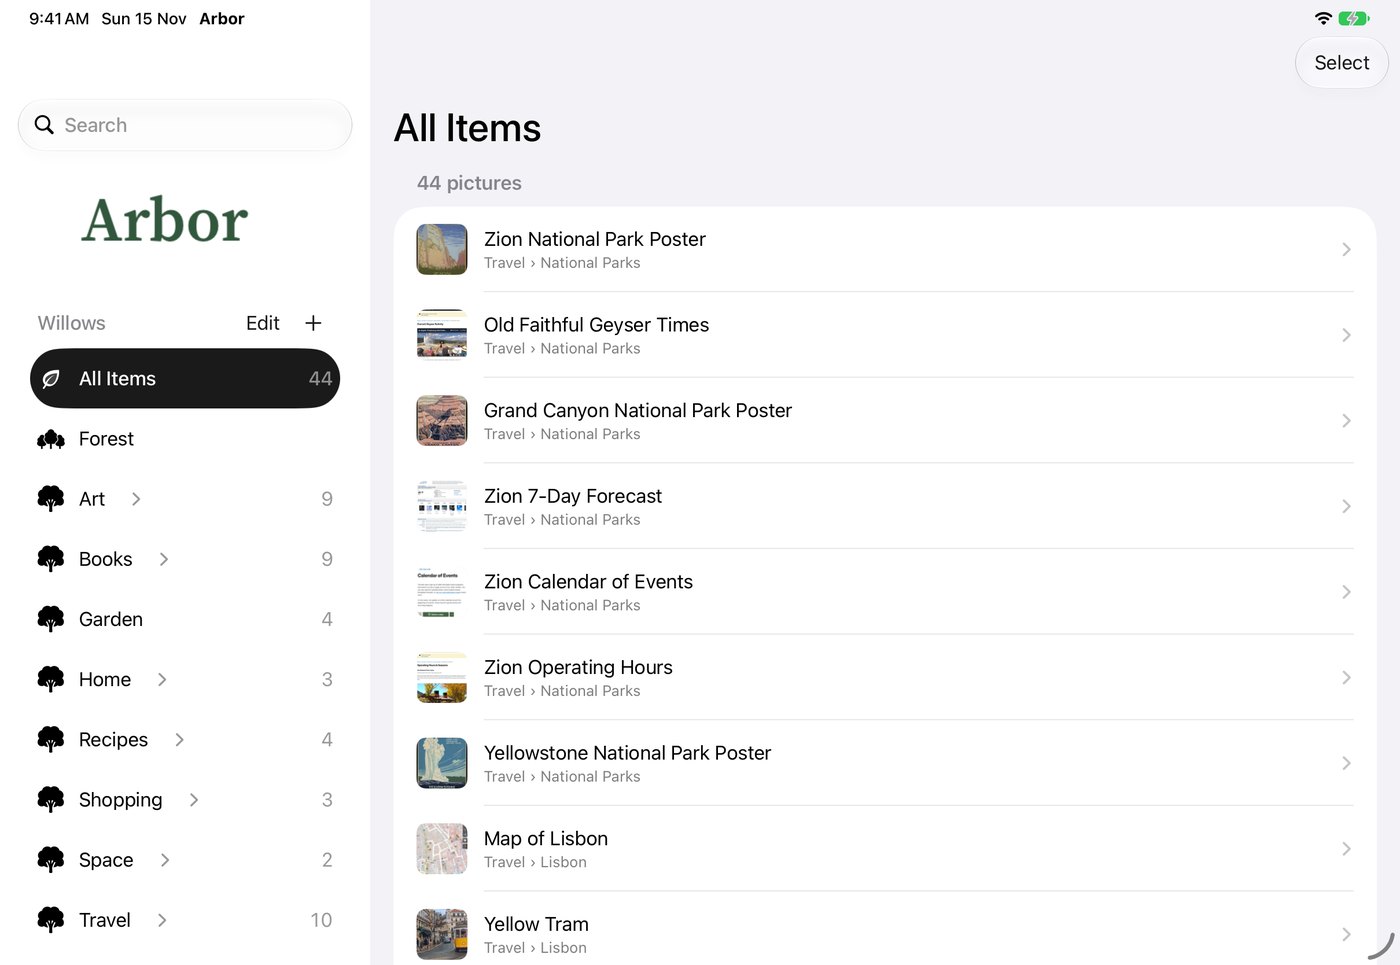 9:41 AM Sun 15 Nov Arbor
Search
Arbor
Willows Edit +
All Items 44
Forest
Art 9
Books 9
Garden 4
Home 3
Recipes 4
Shopping 3
Space 2
Travel 10
Select
All Items
44 pictures
Zion National Park Poster
Travel › National Parks
Old Faithful Geyser Times
Travel › National Parks
Grand Canyon National Park Poster
Travel › National Parks
Zion 7-Day Forecast
Travel › National Parks
Calendar of Events
Zion Calendar of Events
Travel › National Parks
Zion Operating Hours
Travel › National Parks
Yellowstone National Park Poster
Travel › National Parks
Map of Lisbon
Travel › Lisbon
Yellow Tram
Travel › Lisbon